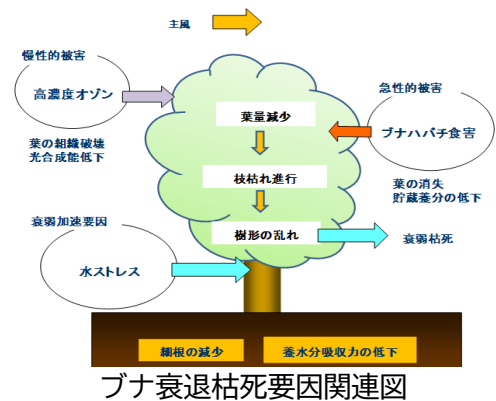 主風
慢性的被害
高濃度オゾン
葉の組織破壊
光合成能低下
急性的被害
ブナハバチ食害
葉の消失
貯蔵養分の低下
葉量減少
枝枯れ進行
樹形の乱れ
衰弱枯死
衰弱加速要因
水ストレス
細根の減少
養水分吸収力の低下
ブナ衰退枯死要因関連図